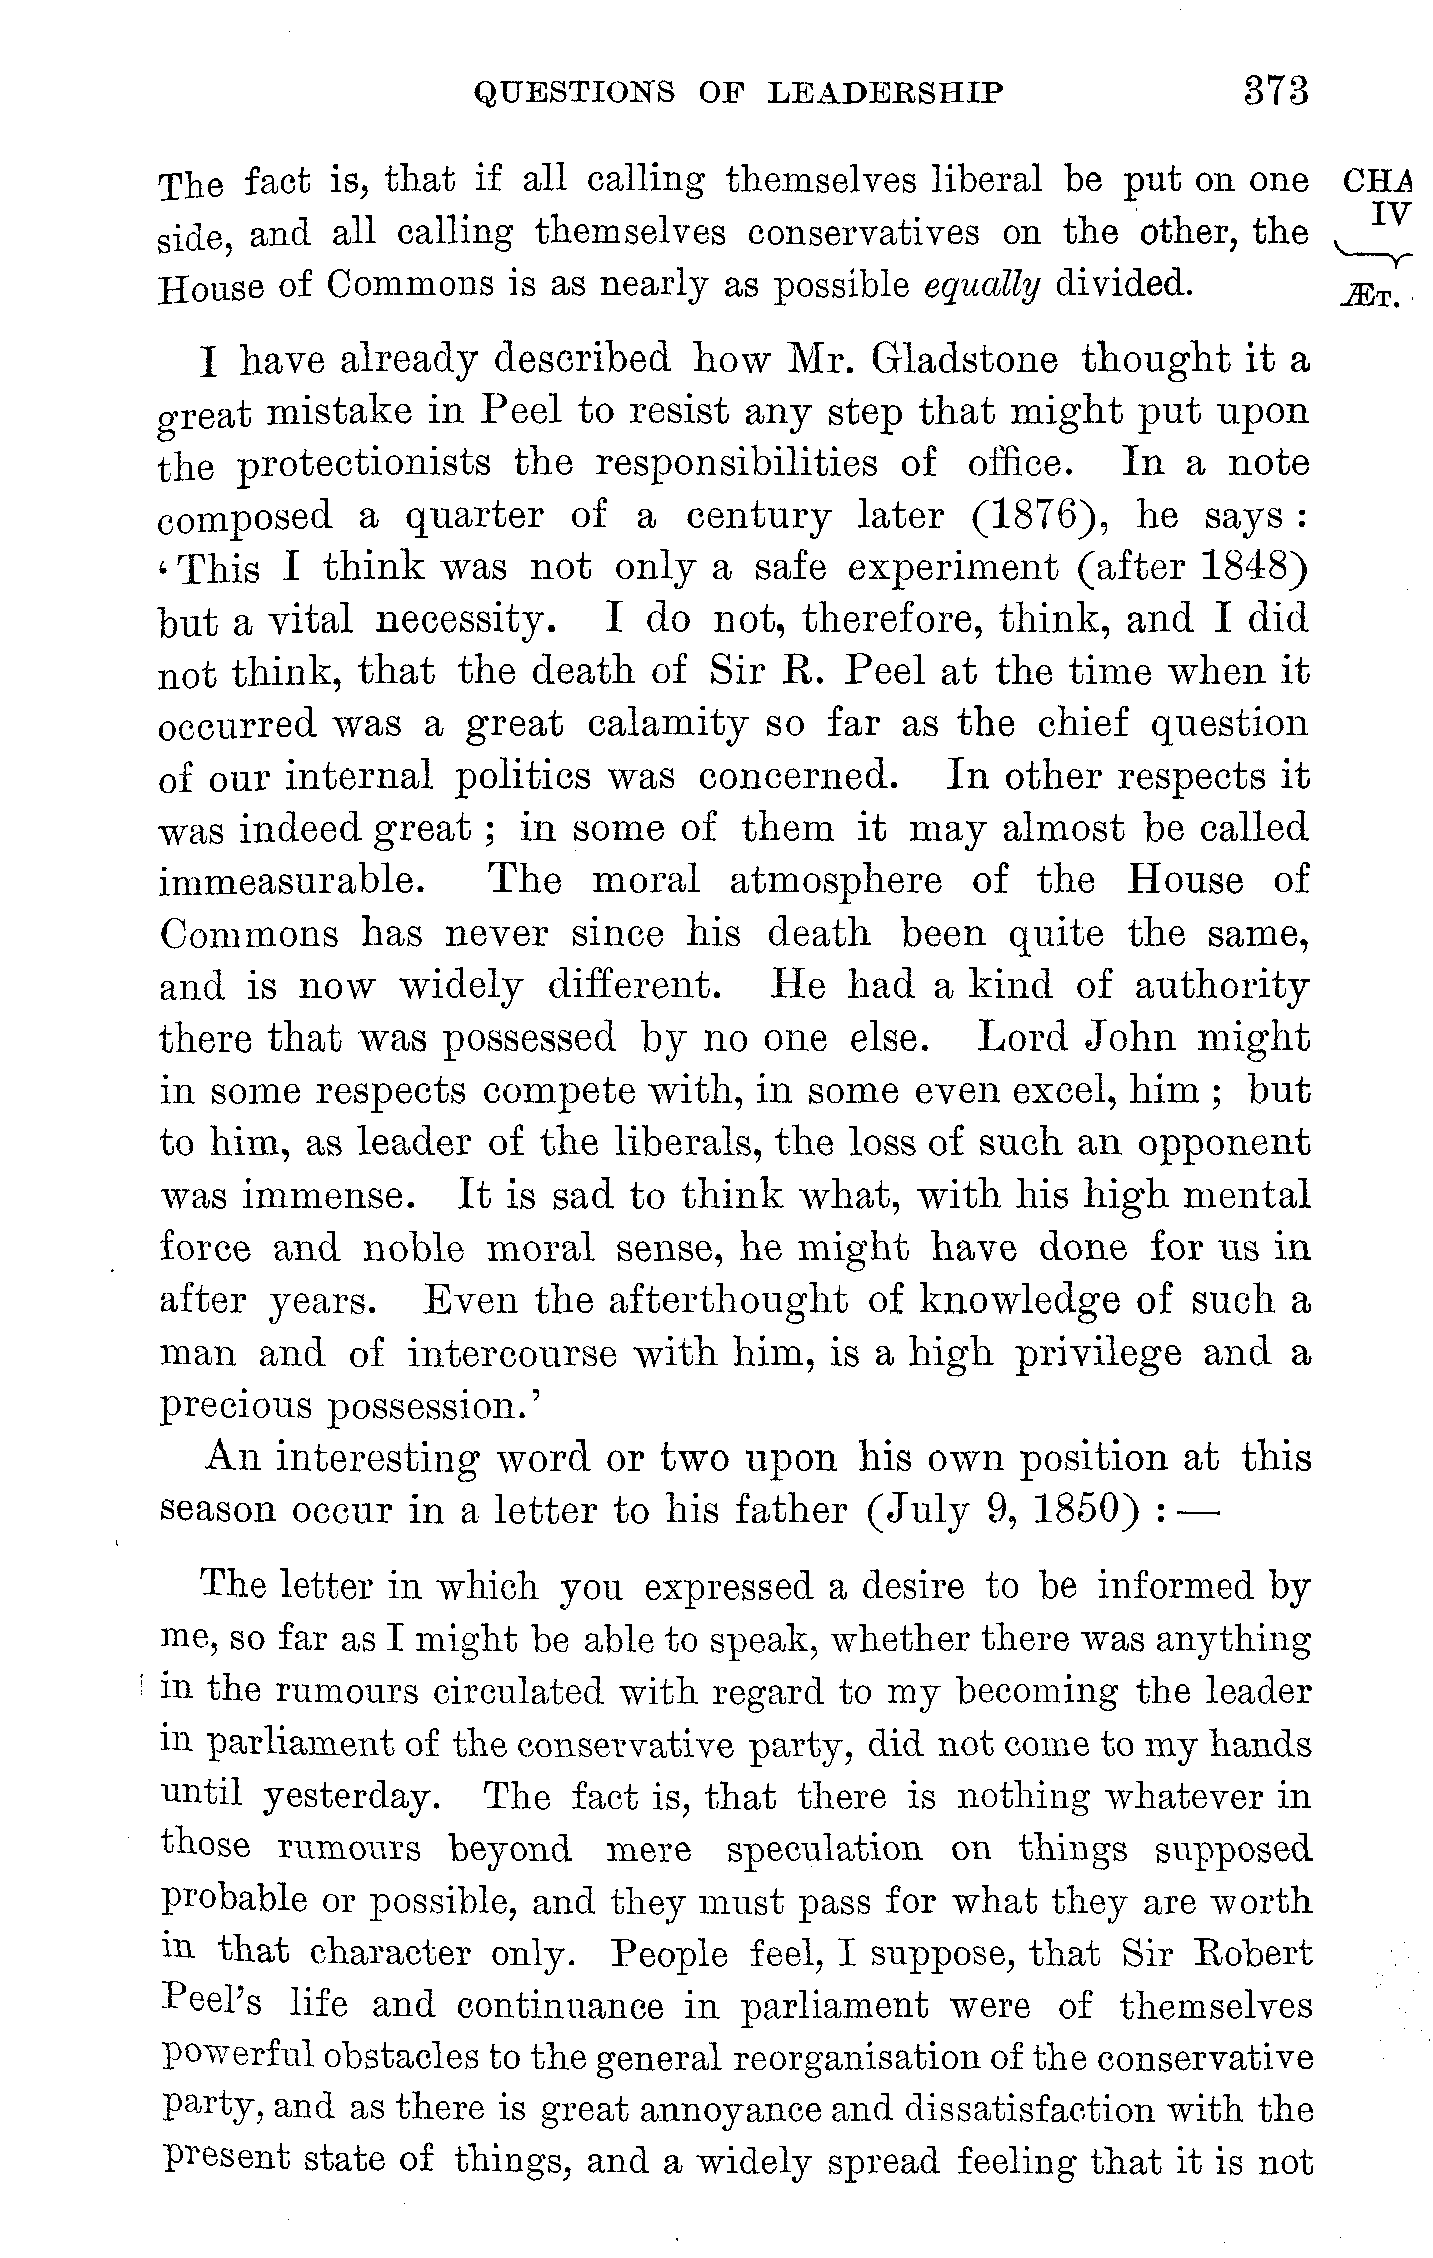 QUESTIONS OF LEADERSHIP 373
The fact is, that if all calling themselves liberal be put on one CHA
side, and all calling themselves conservatives on the other, the IV
House of Commons is as nearly as possible equally divided. ÆT.
I have already described how Mr. Gladstone thought it a
great mistake in Peel to resist any step that might put upon
the protectionists the responsibilities of office. In a note
composed a quarter of a century later (1876), he says :
‘This I think was not only a safe experiment (after 1848)
but a vital necessity. I do not, therefore, think, and I did
not think, that the death of Sir R. Peel at the time when it
occurred was a great calamity so far as the chief question
of our internal politics was concerned. In other respects it
was indeed great ; in some of them it may almost be called
immeasurable. The moral atmosphere of the House of
Commons has never since his death been quite the same,
and is now widely different. He had a kind of authority
there that was possessed by no one else. Lord John might
in some respects compete with, in some even excel, him ; but
to him, as leader of the liberals, the loss of such an opponent
was immense. It is sad to think what, with his high mental
force and noble moral sense, he might have done for us in
after years. Even the afterthought of knowledge of such a
man and of intercourse with him, is a high privilege and a
precious possession.’
An interesting word or two upon his own position at this
season occur in a letter to his father (July 9, 1850) : —
The letter in which you expressed a desire to be informed by
me, so far as I might be able to speak, whether there was anything
in the rumours circulated with regard to my becoming the leader
in parliament of the conservative party, did not come to my hands
until yesterday. The fact is, that there is nothing whatever in
those rumours beyond mere speculation on things supposed
probable or possible, and they must pass for what they are worth
in that character only. People feel, I suppose, that Sir Robert
Peel’s life and continuance in parliament were of themselves
powerful obstacles to the general reorganisation of the conservative
party, and as there is great annoyance and dissatisfaction with the
present state of things, and a widely spread feeling that it is not